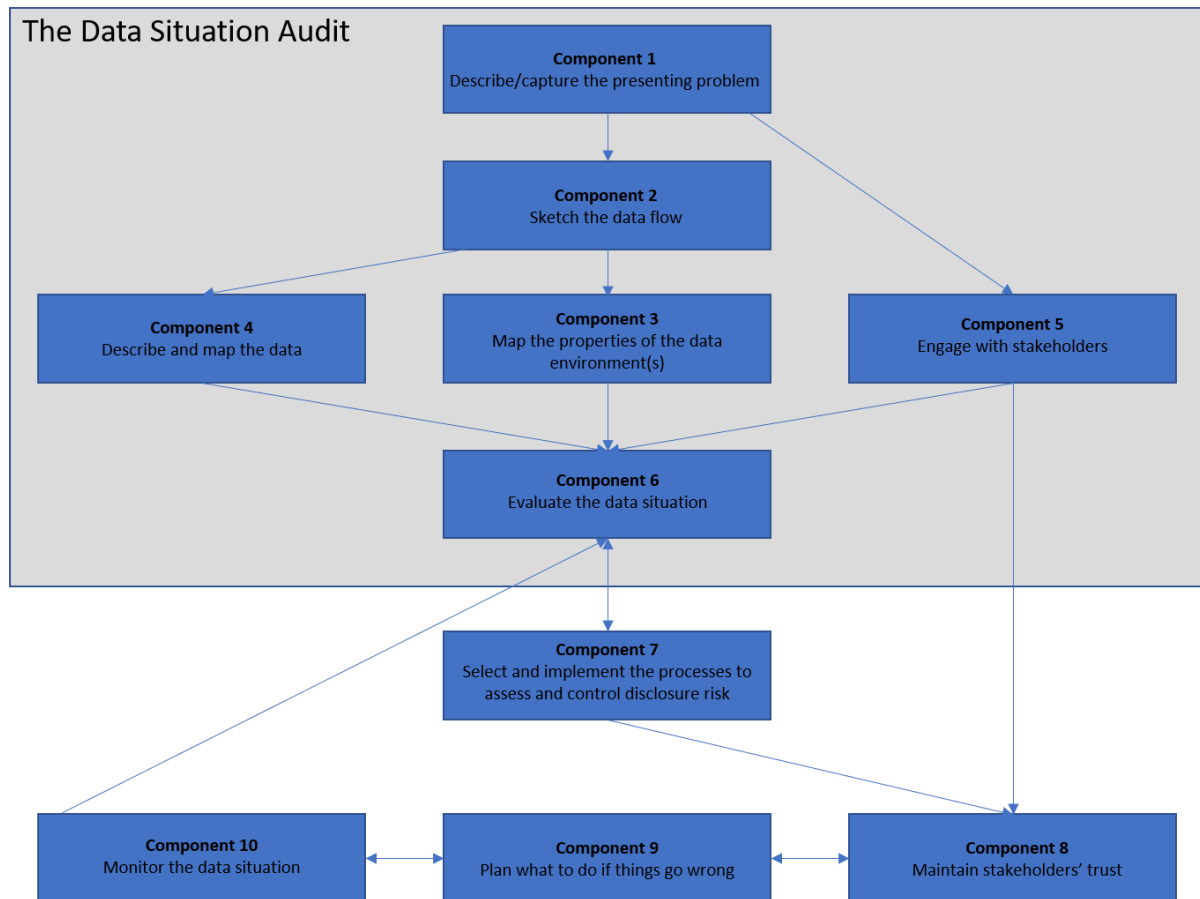 The Data Situation Audit
Component 1
Describe/capture the presenting problem
Component 2
Sketch the data flow
Component 4
Describe and map the data
Component 3
Map the properties of the data
environment(s)
Component 5
Engage with stakeholders
Component 6
Evaluate the data situation
Component 7
Select and implement the processes to
assess and control disclosure risk
Component 10
Monitor the data situation
Component 9
Plan what to do if things go wrong
Component 8
Maintain stakeholders’ trust